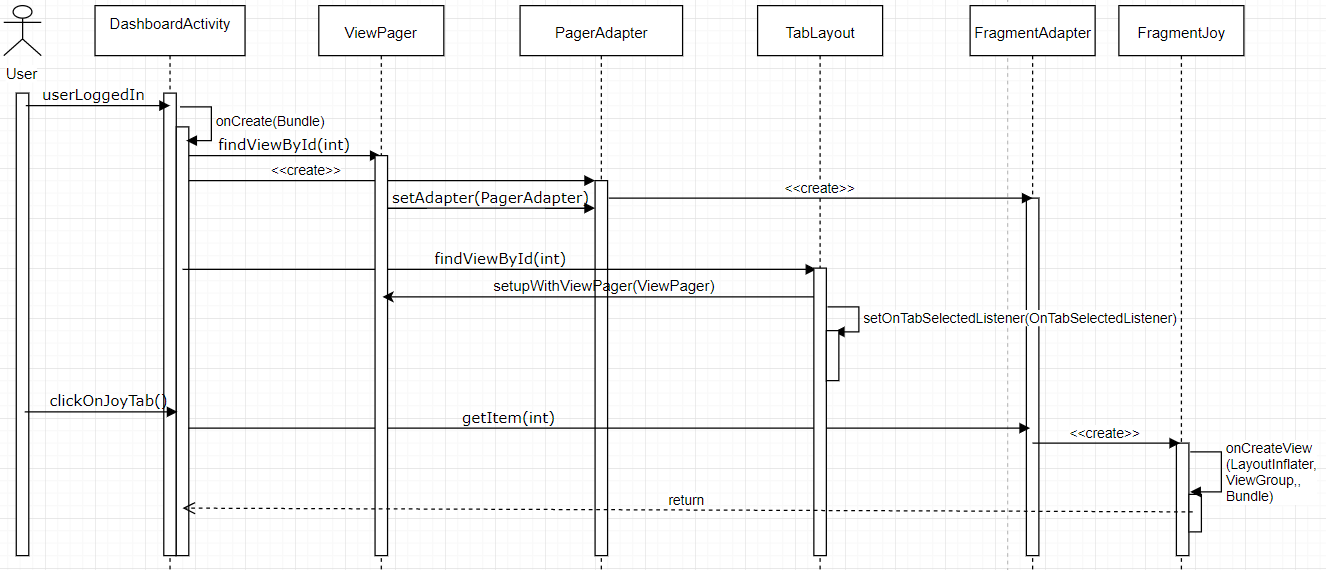 DashboardActivity
ViewPager
PagerAdapter
TabLayout
FragmentAdapter
FragmentJoy
User
userLoggedIn
onCreate(Bundle)
findViewById(int)
<<create>>
<<create>>
setAdapter(PagerAdapter)
findViewById(int)
setupWithViewPager(ViewPager)
setOnTabSelectedListener(OnTabSelectedListener)
clickOnJoyTab()
getItem(int)
<<create>>
onCreateView
(LayoutInflater,
ViewGroup,,
Bundle)
return